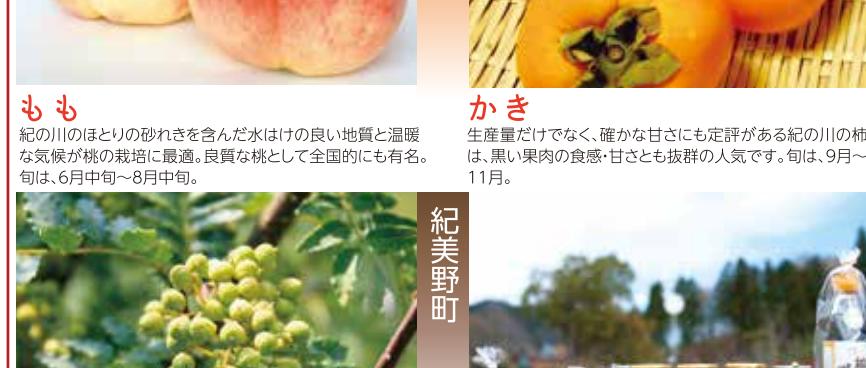 もも
紀の川のほとりの砂れきを含んだ水はけの良い地質と温暖
な気候が桃の栽培に最適。良質な桃として全国的にも有名。
旬は、6月中旬〜8月中旬。
かき
生産量だけでなく、確かな甘さにも定評がある紀の川の柿
は、黒い果肉の食感・甘さとも抜群の人気です。旬は、9月〜
11月。
紀美野町